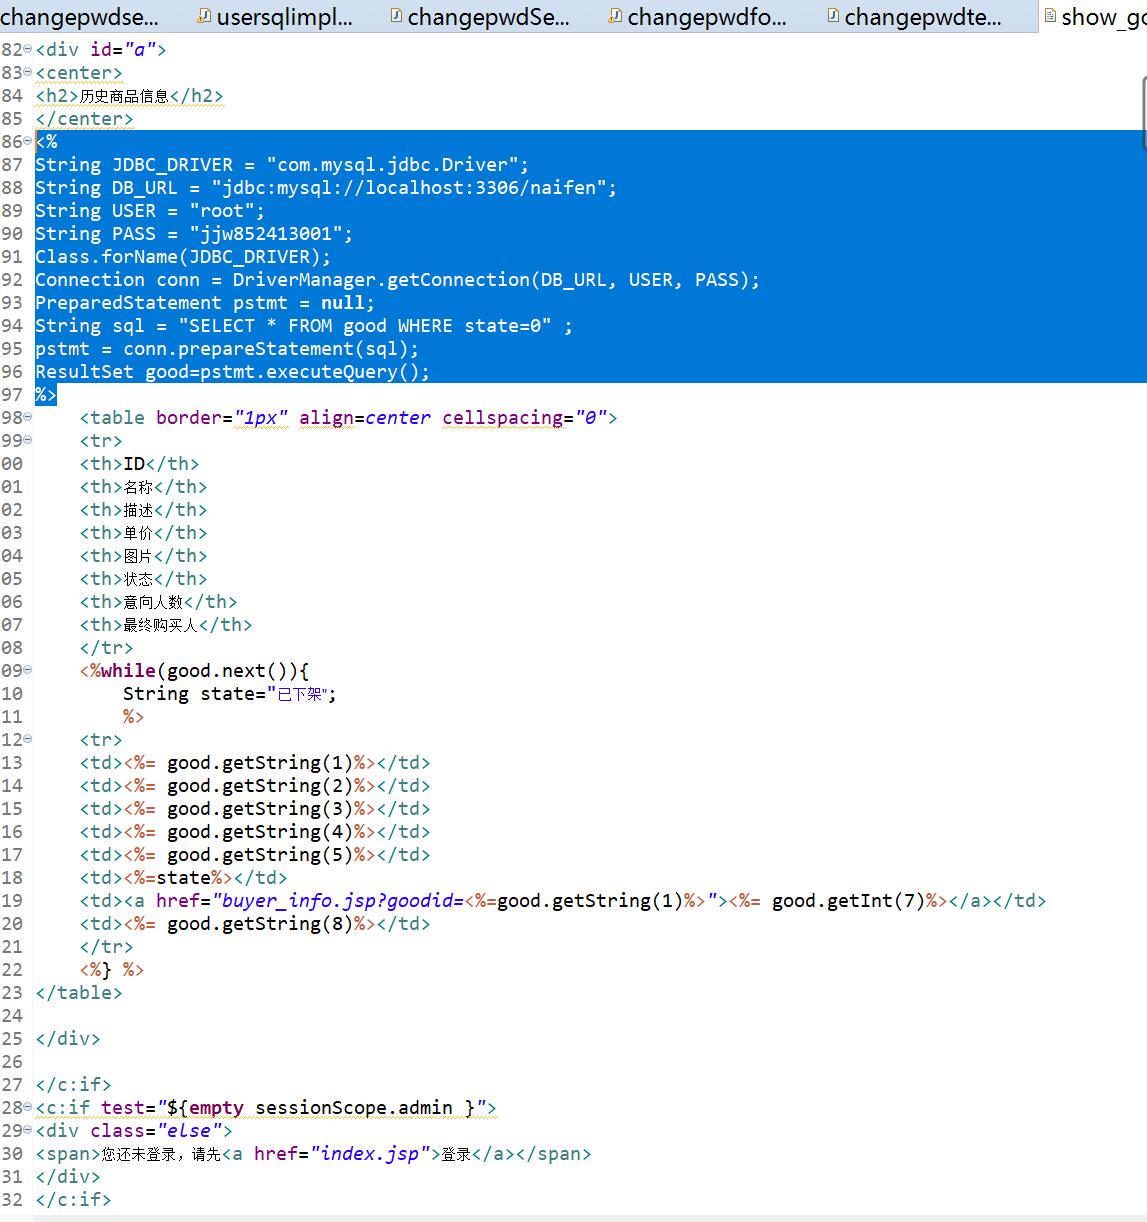 changepwdse...
usersqlimpl...
changepwdSe...
changepwdfo...
changepwdte...
show_go
82 <div id="a">
83 <center>
84 <h2>历史商品信息</h2>
85 </center>
86 <%
87 String JDBC_DRIVER = "com.mysql.jdbc.Driver";
88 String DB_URL = "jdbc:mysql://localhost:3306/naifen";
89 String USER = "root";
90 String PASS = "jjw852413001";
91 Class.forName(JDBC_DRIVER);
92 Connection conn = DriverManager.getConnection(DB_URL, USER, PASS);
93 PreparedStatement pstmt = null;
94 String sql = "SELECT * FROM good WHERE state=0" ;
95 pstmt = conn.prepareStatement(sql);
96 ResultSet good=pstmt.executeQuery();
97 %>
98 <table border="1px" align=center cellspacing="0">
99 <tr>
00 <th>ID</th>
01 <th>名称</th>
02 <th>描述</th>
03 <th>单价</th>
04 <th>图片</th>
05 <th>状态</th>
06 <th>意向人数</th>
07 <th>最终购买人</th>
08 </tr>
09 <%while(good.next()){
10 String state="已下架";
11 %>
12 <tr>
13 <td><%= good.getString(1)%></td>
14 <td><%= good.getString(2)%></td>
15 <td><%= good.getString(3)%></td>
16 <td><%= good.getString(4)%></td>
17 <td><%= good.getString(5)%></td>
18 <td><%=state%></td>
19 <td><a href="buyer_info.jsp?goodid=<%=good.getString(1)%>"><%= good.getInt(7)%></a></td>
20 <td><%= good.getString(8)%></td>
21 </tr>
22 <%} %>
23 </table>
24
25 </div>
26
27 </c:if>
28 <c:if test="${empty sessionScope.admin }">
29 <div class="else">
30 <span>您还未登录，请先<a href="index.jsp">登录</a></span>
31 </div>
32 </c:if>